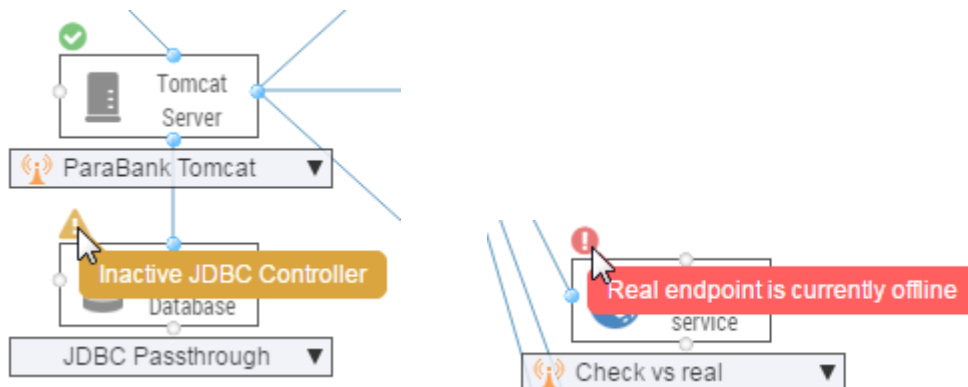 Tomcat
Server
ParaBank Tomcat
Inactive JDBC Controller
Database
JDBC Passthrough
Real endpoint is currently offline
service
Check vs real